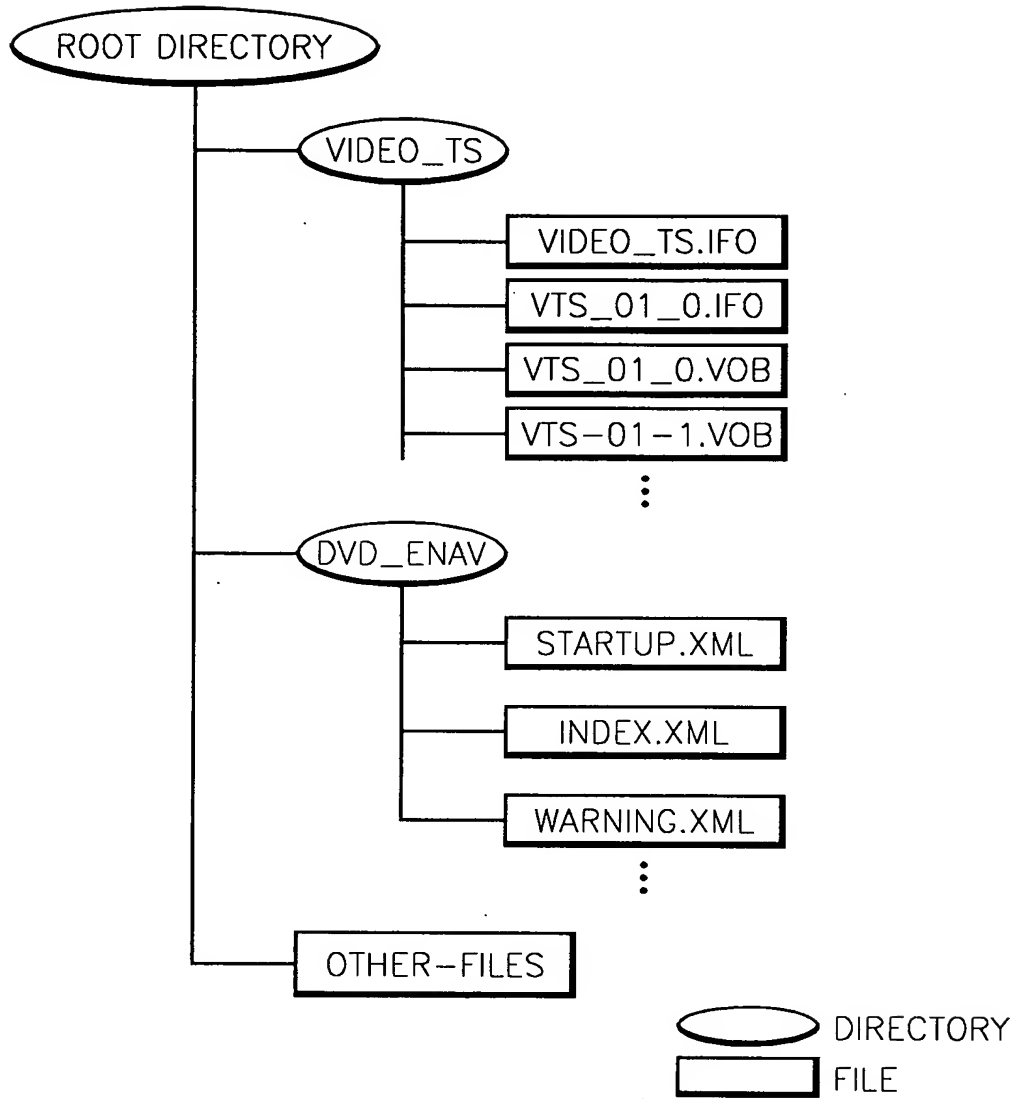 ROOT DIRECTORY
VIDEO_TS
VIDEO_TS.IFO
VTS_01_0.IFO
VTS_01_0.VOB
VTS-01-1.VOB
DVD_ENAV
STARTUP.XML
INDEX.XML
WARNING.XML
OTHER-FILES
DIRECTORY
FILE